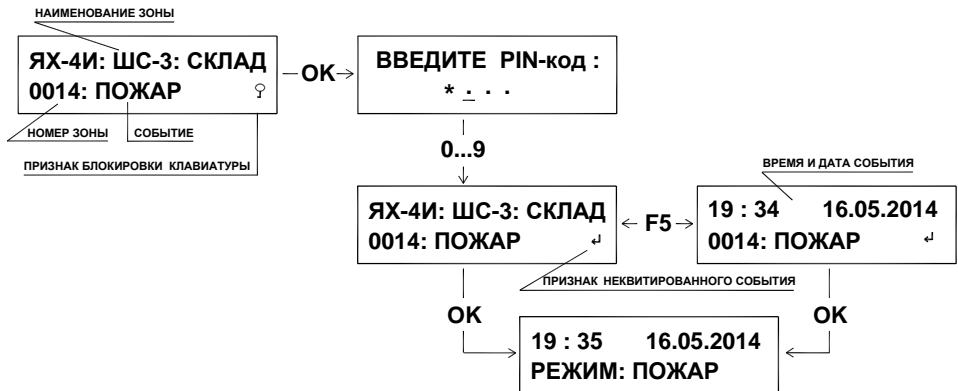 НАИМЕНОВАНИЕ ЗОНЫ
ЯХ-4И: ШС-3: СКЛАД
0014: ПОЖАР
НОМЕР ЗОНЫ
СОБЫТИЕ
ПРИЗНАК БЛОКИРОВКИ КЛАВИАТУРЫ
OK
ВВЕДИТЕ PIN-код :
* . . .
0...9
ЯХ-4И: ШС-3: СКЛАД
0014: ПОЖАР ↲
F5
ВРЕМЯ И ДАТА СОБЫТИЯ
19 : 34 16.05.2014
0014: ПОЖАР ↲
ПРИЗНАК НЕКВИТИРОВАННОГО СОБЫТИЯ
OK
OK
19 : 35 16.05.2014
РЕЖИМ: ПОЖАР